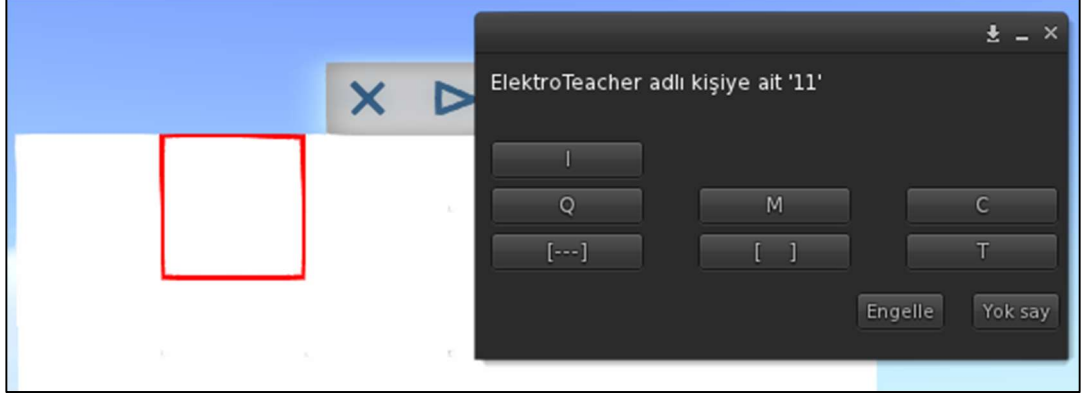 ElektroTeacher adlı kişiye ait '11'
I
Q M C
[---] [ ] T
Engelle Yok say